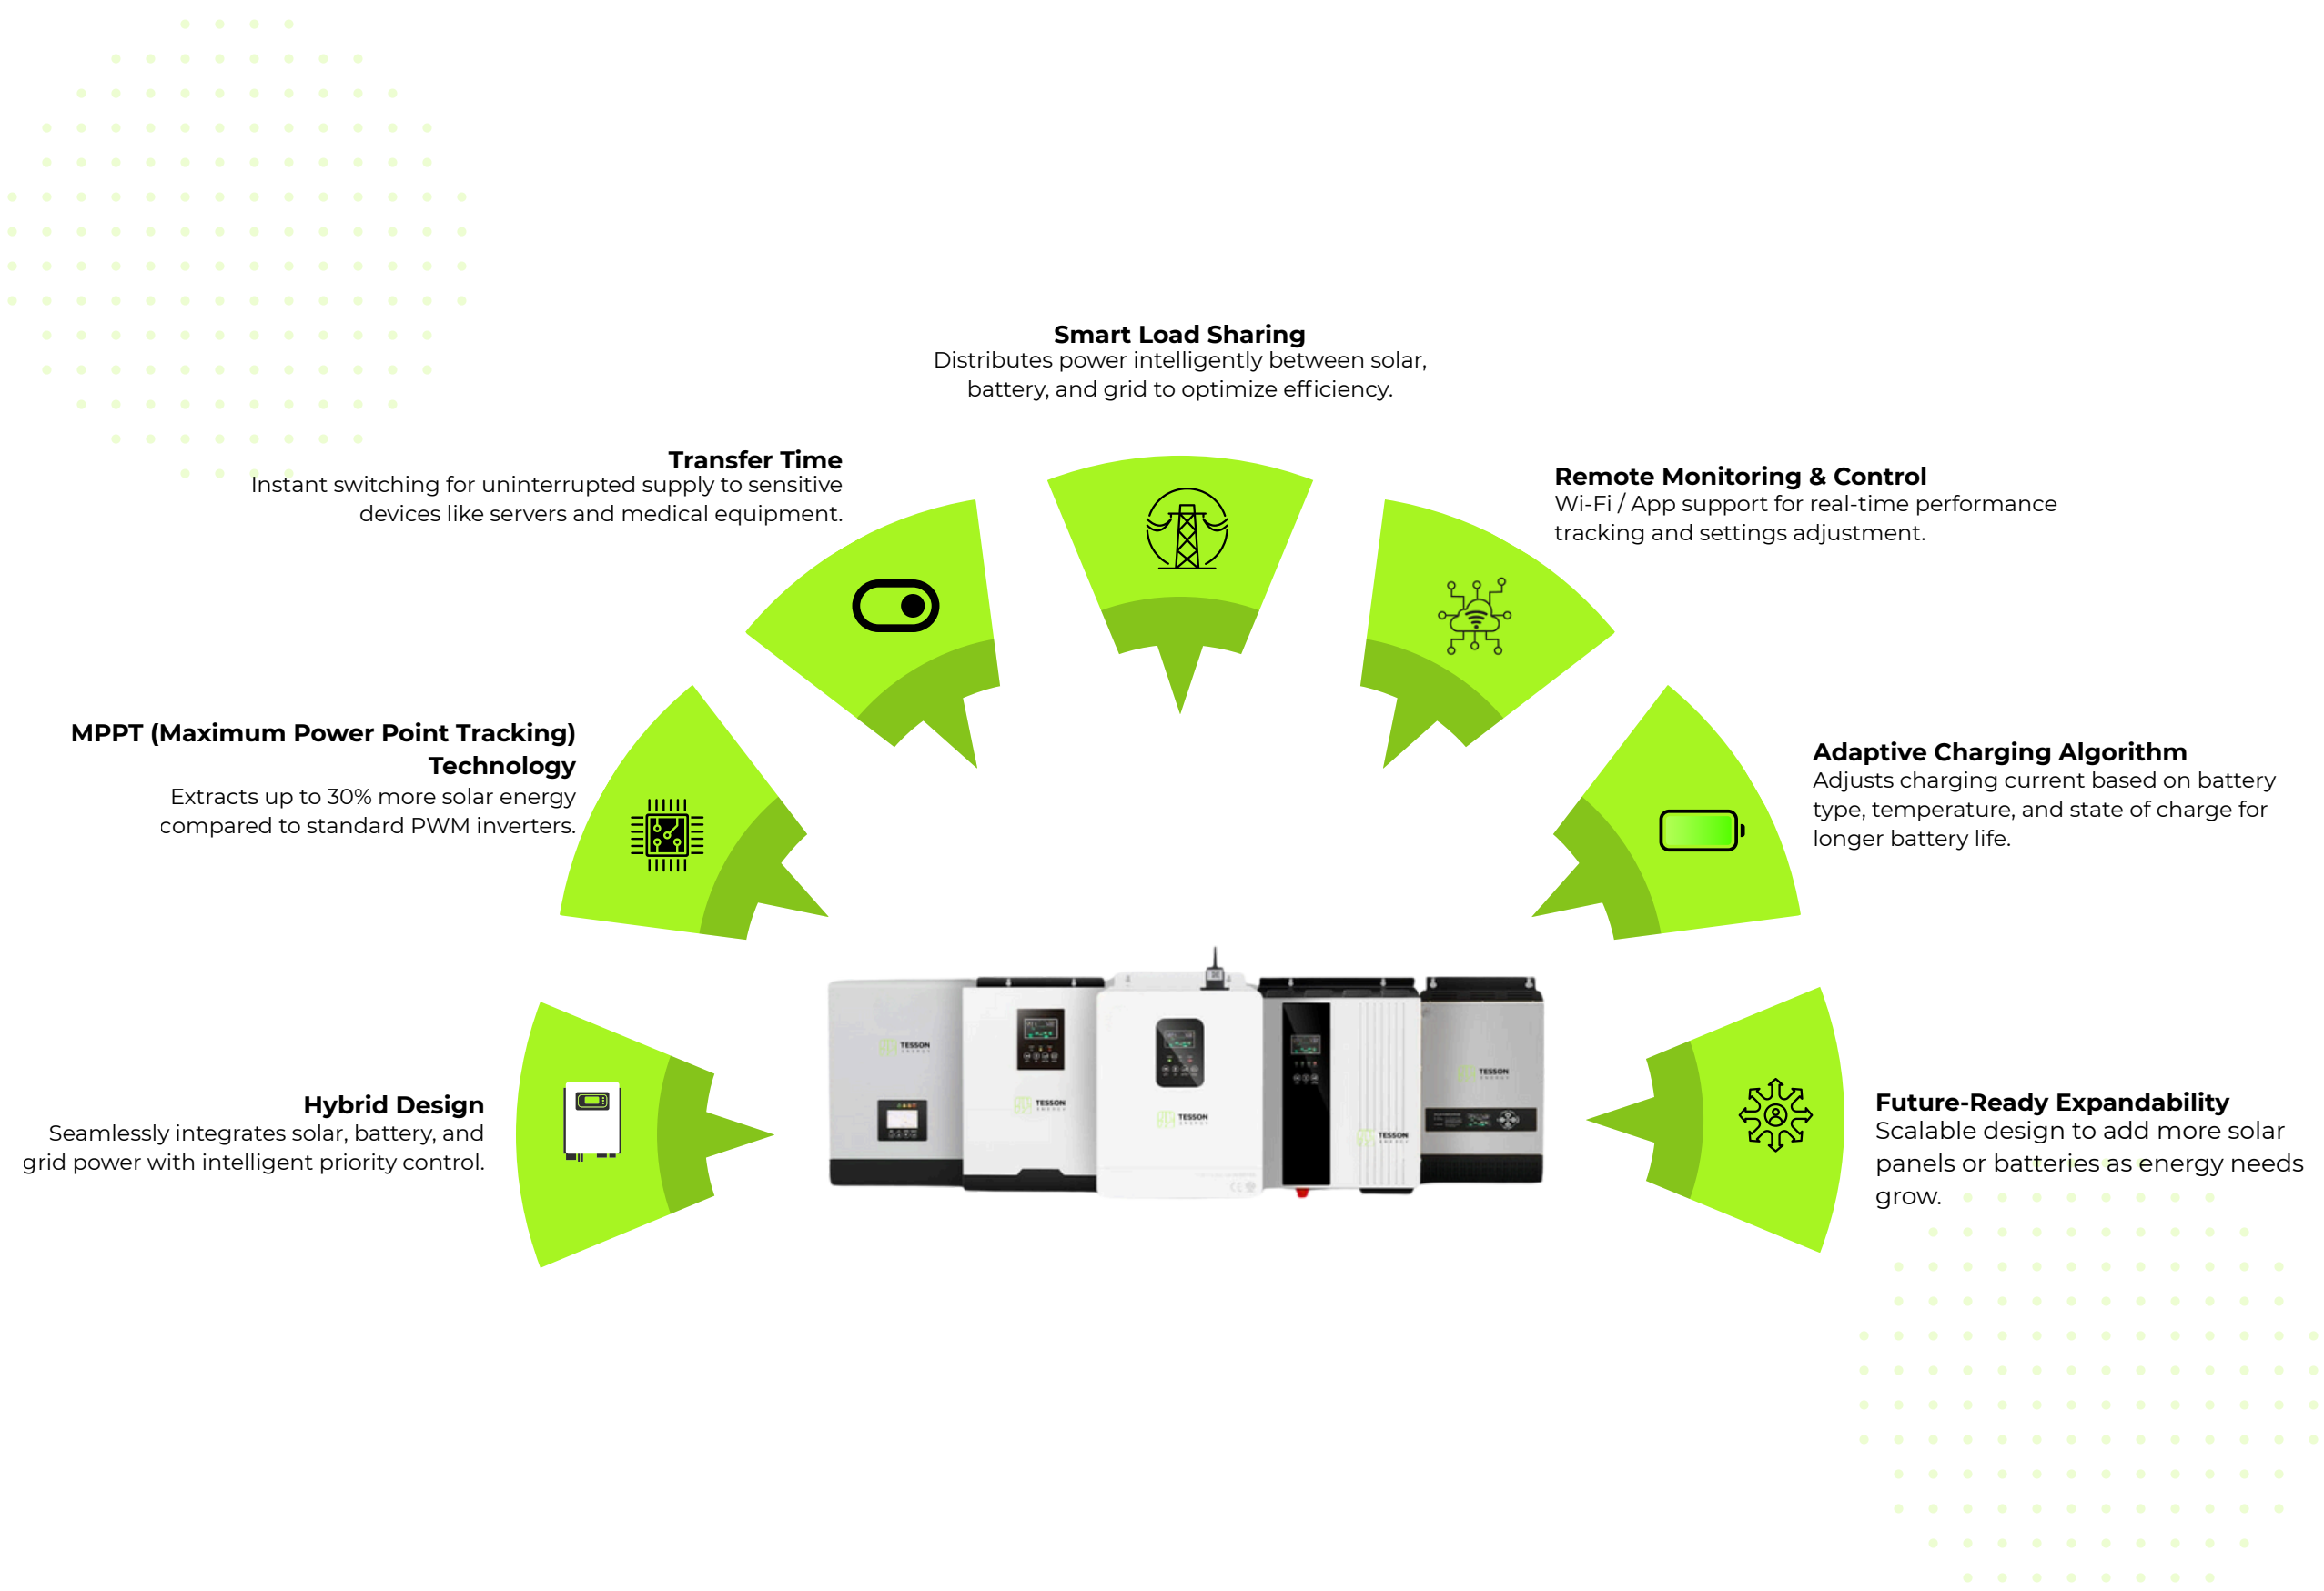 Smart Load Sharing
Distributes power intelligently between solar,
battery, and grid to optimize efficiency.
Transfer Time
Instant switching for uninterrupted supply to sensitive
devices like servers and medical equipment.
Remote Monitoring & Control
Wi-Fi / App support for real-time performance
tracking and settings adjustment.
MPPT (Maximum Power Point Tracking)
Technology
Extracts up to 30% more solar energy
compared to standard PWM inverters.
Adaptive Charging Algorithm
Adjusts charging current based on battery
type, temperature, and state of charge for
longer battery life.
Hybrid Design
Seamlessly integrates solar, battery, and
grid power with intelligent priority control.
TESSON
ENERGY
TESSON
ENERGY
TESSON
ENERGY
TESSON
TESSON
ENERGY
Future-Ready Expandability
Scalable design to add more solar
panels or batteries as energy needs
grow.